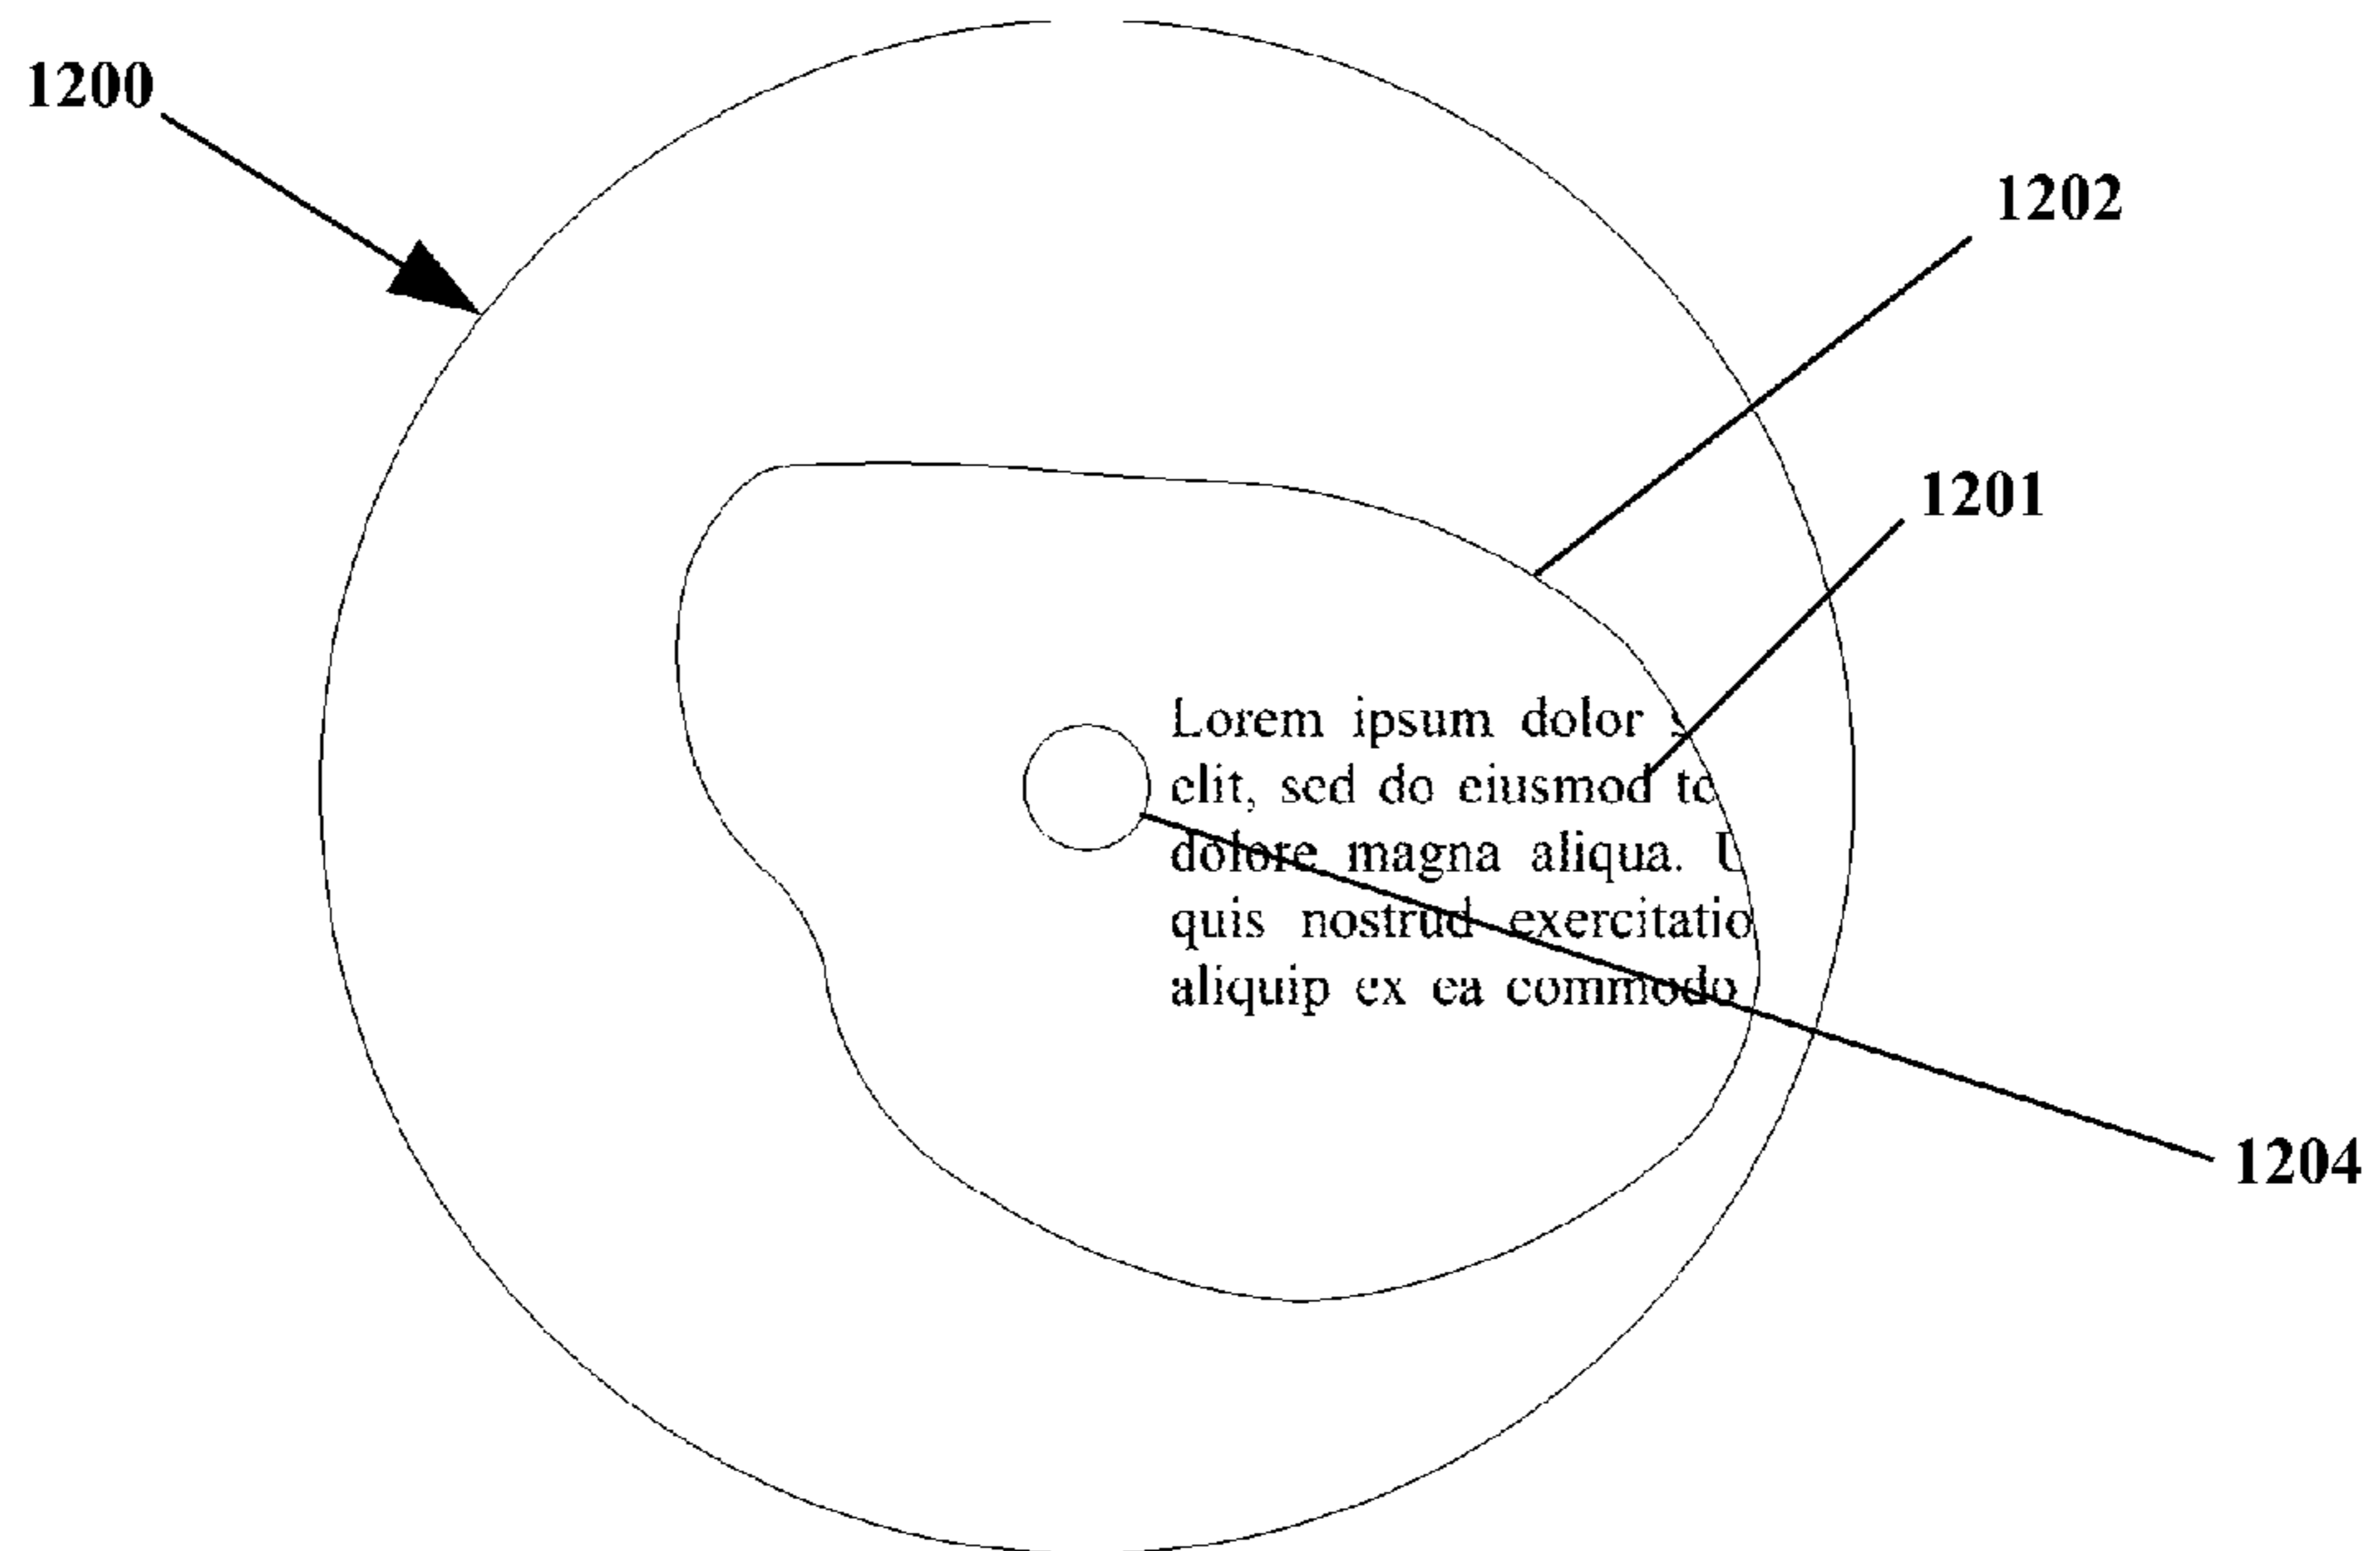 1200
1202
1201
Lorem ipsum dolor
elit, sed do eiusmod
dolore magna aliqua.
quis nostrud exercitatio
aliquip ex ea commodo
1204